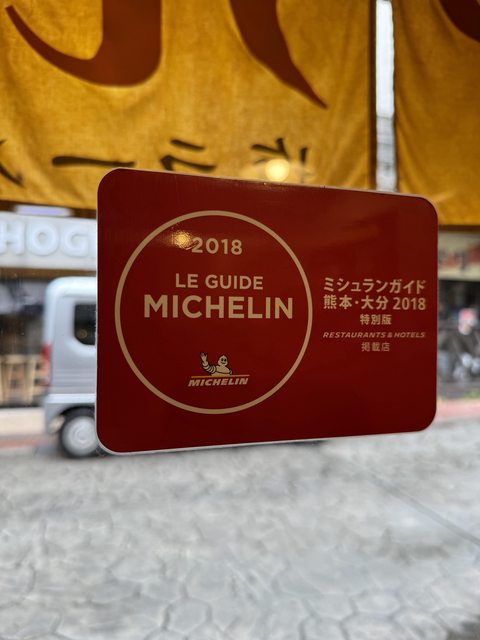 HOG
2018
LE GUIDE
MICHELIN
MICHELIN
ミシュランガイド
熊本・大分 2018
特別版
RESTAURANTS & HOTELS
掲載店